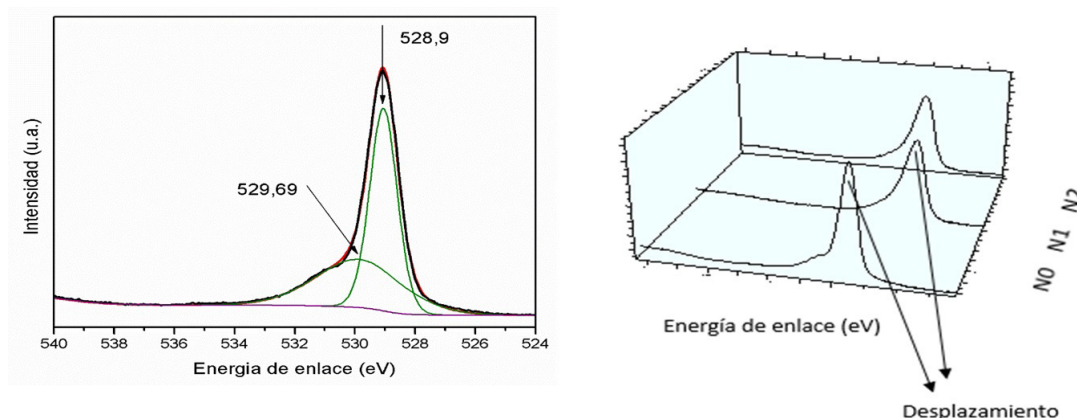 528,9
529,69
Intensidad (u.a.)
540 538 536 534 532 530 528 526 524
Energia de enlace (eV)
N0 N1 N2
Energía de enlace (eV)
Desplazamiento